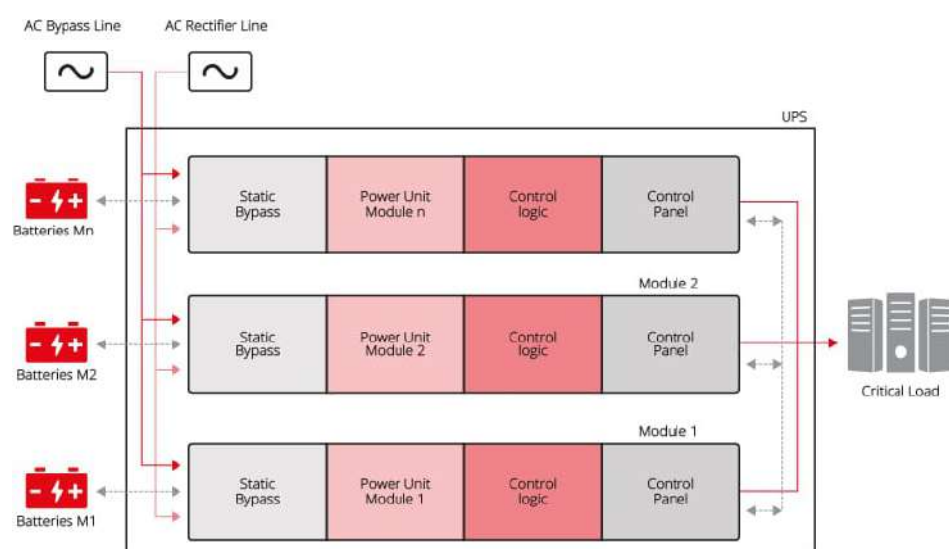 AC Bypass Line
AC Rectifier Line
UPS
Static
Bypass
Power Unit
Module n
Control
logic
Control
Panel
Batteries Mn
Module 2
Static
Bypass
Power Unit
Module 2
Control
logic
Control
Panel
Batteries M2
Critical Load
Module 1
Static
Bypass
Power Unit
Module 1
Control
logic
Control
Panel
Batteries M1